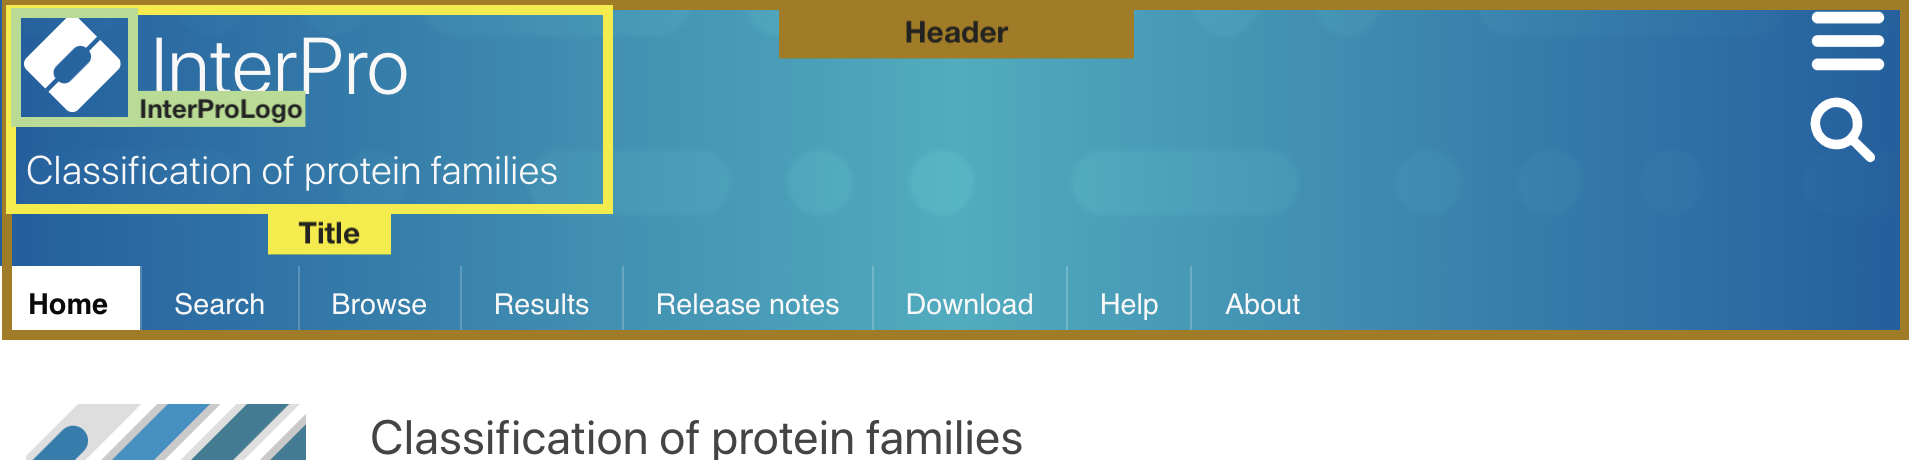 Header
InterPro
InterProLogo
Classification of protein families
Title
Home
Search
Browse
Results
Release notes
Download
Help
About
Classification of protein families